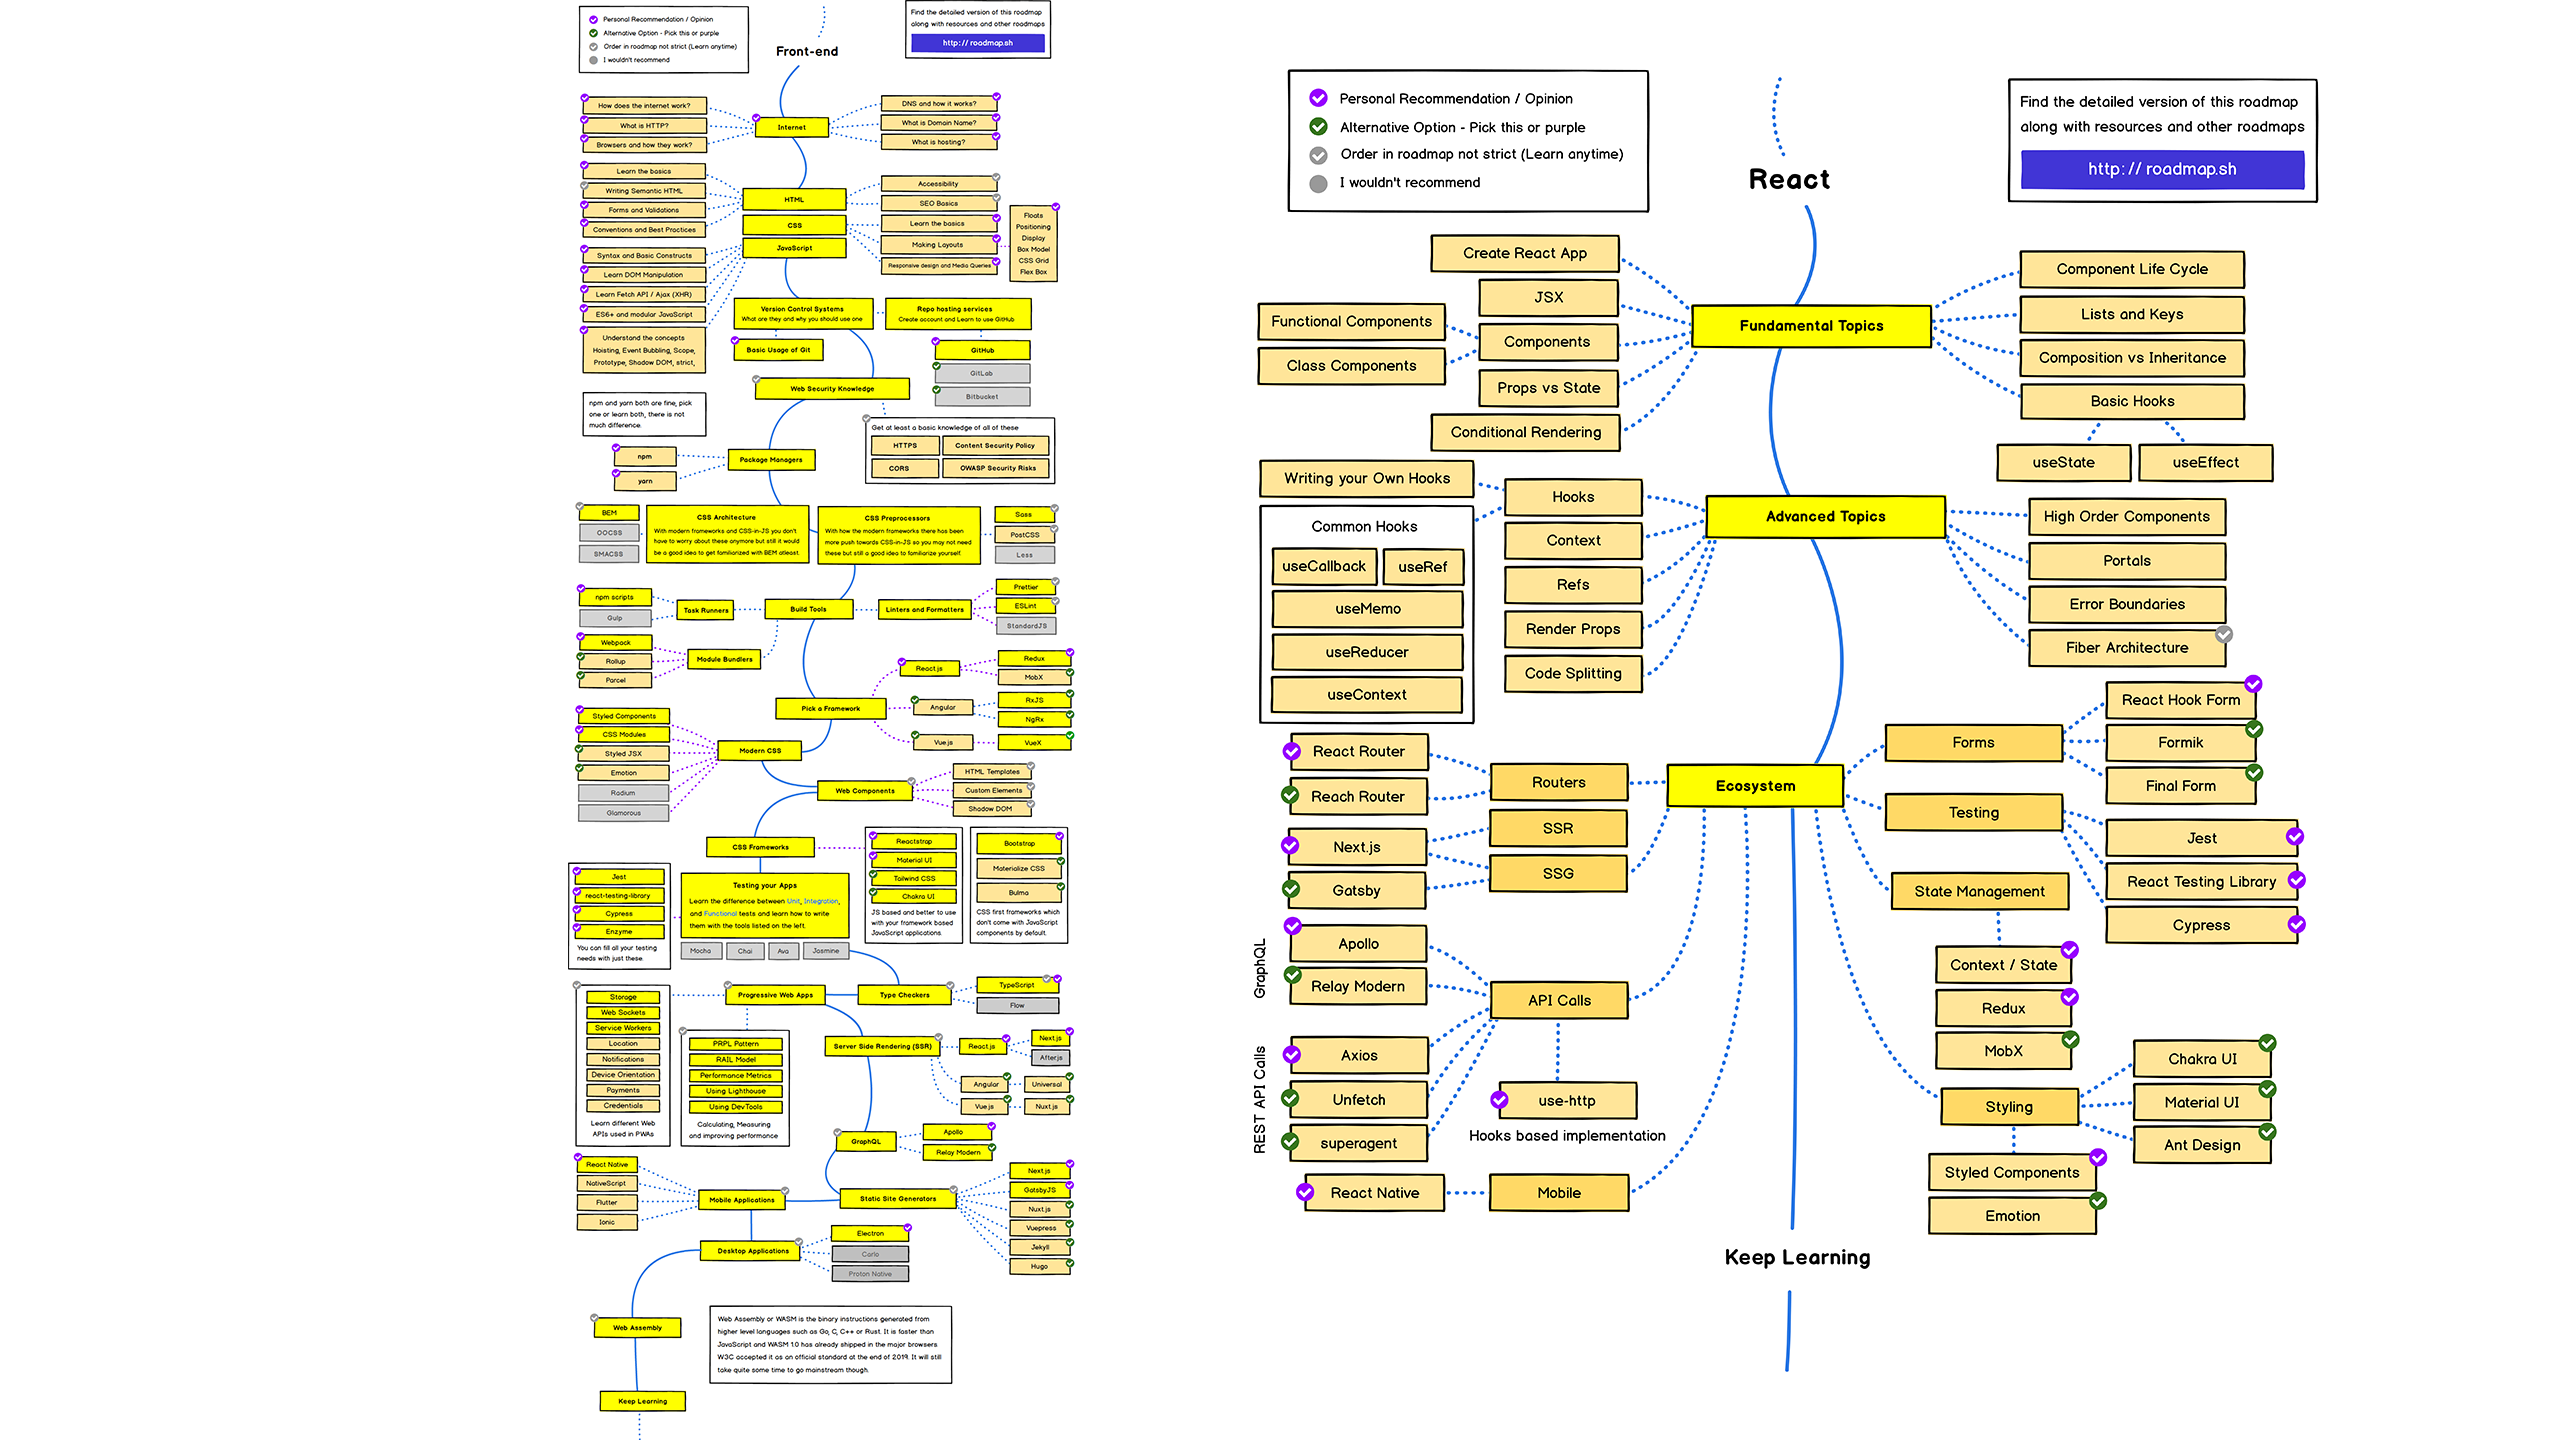 Personal Recommendation / Opinion
Alternative Option - Pick this or purple
Order in roadmap not strict (Learn anytime)
I wouldn't recommend
Find the detailed version of this roadmap
along with resources and other roadmaps
http://roadmap.sh
Front-end
How does the internet work?
What is HTTP?
Browsers and how they work?
Internet
DNS and how it works?
What is Domain Name?
What is hosting?
Learn the basics
Writing Semantic HTML
Forms and Validations
Conventions and Best Practices
HTML
Accessibility
SEO Basics
CSS
Learn the basics
Making Layouts
Responsive design and Media Queries
Floats
Positioning
Display
Box Model
CSS Grid
Flex Box
JavaScript
Syntax and Basic Constructs
Learn DOM Manipulation
Learn Fetch API / Ajax (XHR)
ES6+ and modular JavaScript
Understand the concepts
Hoisting, Event Bubbling, Scope,
Prototype, Shadow DOM, strict,
Version Control Systems
What are they and why you should use one
Repo hosting services
Create account and Learn to use GitHub
Basic Usage of Git
GitHub
GitLab
Bitbucket
Web Security Knowledge
Get at least a basic knowledge of all of these
HTTPS
Content Security Policy
CORS
OWASP Security Risks
npm and yarn both are fine, pick
one or learn both, there is not
much difference.
npm
yarn
Package Managers
BEM
OOCSS
SMACSS
CSS Architecture
With modern frameworks and CSS-in-JS you don't
have to worry about these anymore but still it would
be a good idea to get familiarized with BEM atleast.
CSS Preprocessors
With how the modern frameworks there has been
more push towards CSS-in-JS so you may not need
these but still a good idea to familiarize yourself.
Sass
PostCSS
Less
npm scripts
Gulp
Task Runners
Build Tools
Linters and Formatters
Prettier
ESLint
StandardJS
Webpack
Rollup
Parcel
Module Bundlers
Pick a Framework
React.js
Redux
MobX
Angular
RxJS
NgRx
Vue.js
VueX
Styled Components
CSS Modules
Styled JSX
Emotion
Radium
Glamorous
Modern CSS
Web Components
HTML Templates
Custom Elements
Shadow DOM
CSS Frameworks
Reactstrap
Material UI
Tailwind CSS
Chakra UI
JS based and better to use
with your framework based
JavaScript applications.
Bootstrap
Materialize CSS
Bulma
CSS first frameworks which
don't come with JavaScript
components by default.
Jest
react-testing-library
Cypress
Enzyme
You can fill all your testing
needs with just these.
Testing your Apps
Learn the difference between Unit, Integration,
and Functional tests and learn how to write
them with the tools listed on the left.
Mocha
Chai
Ava
Jasmine
Progressive Web Apps
Type Checkers
TypeScript
Flow
Storage
Web Sockets
Service Workers
Location
Notifications
Device Orientation
Payments
Credentials
Learn different Web
APIs used in PWAs
PRPL Pattern
RAIL Model
Performance Metrics
Using Lighthouse
Using DevTools
Calculating, Measuring
and improving performance
Server Side Rendering (SSR)
React.js
Next.js
After.js
Angular
Universal
Vue.js
Nuxt.js
GraphQL
Apollo
Relay Modern
React Native
NativeScript
Flutter
Ionic
Mobile Applications
Static Site Generators
Next.js
GatsbyJS
Nuxt.js
Vuepress
Jekyll
Hugo
Desktop Applications
Electron
Carlo
Proton Native
Web Assembly
Web Assembly or WASM is the binary instructions generated from
higher level languages such as Go, C, C++ or Rust. It is faster than
JavaScript and WASM 1.0 has already shipped in the major browsers.
W3C accepted it as an official standard at the end of 2019. It will still
take quite some time to go mainstream though.
Keep Learning
Personal Recommendation / Opinion
Alternative Option - Pick this or purple
Order in roadmap not strict (Learn anytime)
I wouldn't recommend
Find the detailed version of this roadmap
along with resources and other roadmaps
http://roadmap.sh
React
Create React App
JSX
Functional Components
Class Components
Components
Props vs State
Conditional Rendering
Fundamental Topics
Component Life Cycle
Lists and Keys
Composition vs Inheritance
Basic Hooks
useState
useEffect
Writing your Own Hooks
Common Hooks
useCallback
useRef
useMemo
useReducer
useContext
Hooks
Context
Refs
Render Props
Code Splitting
Advanced Topics
High Order Components
Portals
Error Boundaries
Fiber Architecture
React Router
Reach Router
Routers
Next.js
Gatsby
SSR
SSG
Ecosystem
Forms
React Hook Form
Formik
Final Form
Testing
Jest
React Testing Library
Cypress
State Management
Context / State
Redux
MobX
GraphQL
Apollo
Relay Modern
API Calls
REST API Calls
Axios
Unfetch
superagent
use-http
Hooks based implementation
React Native
Mobile
Styling
Chakra UI
Material UI
Ant Design
Styled Components
Emotion
Keep Learning